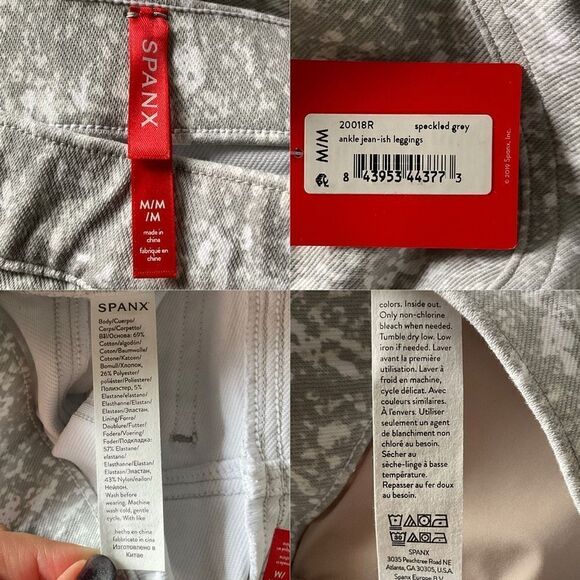 SPANX
M/M
/M
made in
china
fabriqué en
chine
20018R speckled grey
ankle jean-ish leggings
M/M
8 43953 44377 3
© 2019 Spanx, Inc.
SPANX
Body/Cuerpo/
Corps/Corpetto/
Bál/Основа: 69%
Cotton/algodón/
Coton/Baumwolle/
Cotone/Katoen/
Bomull/Хлопок,
26% Polyester/
poliéster/Poliestere/
Полиэстер, 5%
Elastane/elastano/
Elasthanne/Elastan/
Elastaan/Эластан.
Lining/Forro/
Doublure/Futter/
Fodera/Voering/
Foder/Подкладка:
57% Elastane/
elastano/
Elasthanne/Elastan/
Elastaan/Эластан,
43% Nylon/nailon/
Нейлон.
Wash before
wearing. Machine
wash cold, gentle
cycle. With like
hecho en china
fabricato in cina
Изготовлено в
Китае
M/M
colors. Inside out.
Only non-chlorine
bleach when needed.
Tumble dry low. Low
iron if needed. Laver
avant la première
utilisation. Laver à
froid en machine,
cycle délicat. Avec
couleurs similaires.
À l'envers. Utiliser
seulement un agent
de blanchiment non
chloré au besoin.
Sécher au
sèche-linge à basse
température.
Repasser au fer doux
au besoin.
SPANX
3035 Peachtree Road NE
Atlanta, GA 30305, U.S.A.
Spanx Europe B.V.